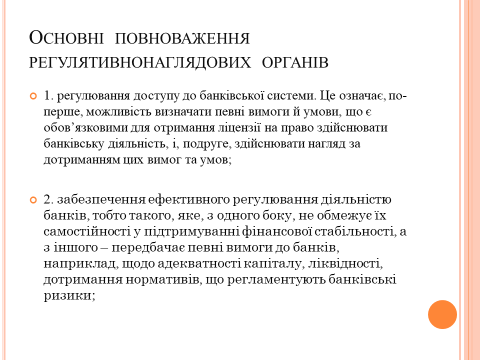 Основні повноваження
регулятивнонаглядових органів
1. регулювання доступу до банківської системи. Це означає, по-
перше, можливість визначати певні вимоги й умови, що є
обов’язковими для отримання ліцензії на право здійснювати
банківську діяльність, і, подруге, здійснювати нагляд за
дотриманням цих вимог та умов;
2. забезпечення ефективного регулювання діяльністю
банків, тобто такого, яке, з одного боку, не обмежує їх
самостійності у підтримуванні фінансової стабільності, а
з іншого – передбачає певні вимоги до банків,
наприклад, щодо адекватності капіталу, ліквідності,
дотримання нормативів, що регламентують банківські
ризики;